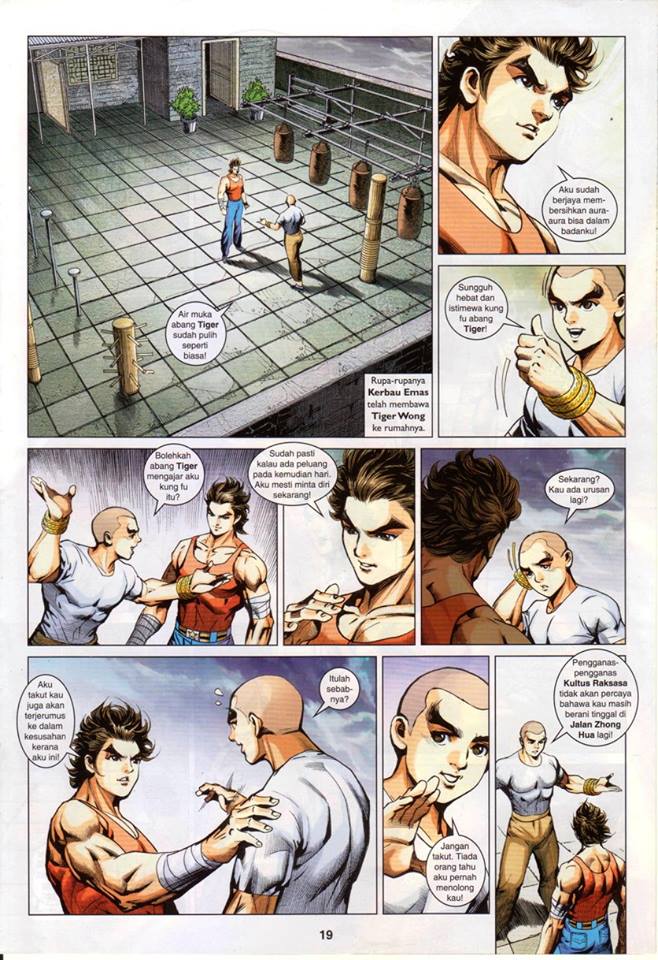 Air muka
abang Tiger
sudah pulih
seperti
biasa!
Rupa-rupanya
Kerbau Emas
telah membawa
Tiger Wong
ke rumahnya.
Aku sudah
berjaya mem-
bersihkan aura-
aura bisa dalam
badanku!
Sungguh
hebat dan
istimewa kung
fu abang
Tiger!
Bolehkah
abang Tiger
mengajar aku
kung fu
itu?
Sudah pasti
kalau ada peluang
pada kemudian hari.
Aku mesti minta diri
sekarang!
Sekarang?
Kau ada urusan
lagi?
Aku
takut kau
juga akan
terjerumus
ke dalam
kesusahan
kerana
aku ini!
Itulah
sebab-
nya?
Jangan
takut. Tiada
orang tahu
aku pernah
menolong
kau!
Pengganas-
pengganas
Kultus Raksasa
tidak akan percaya
bahawa kau masih
berani tinggal di
Jalan Zhong
Hua lagi!
19